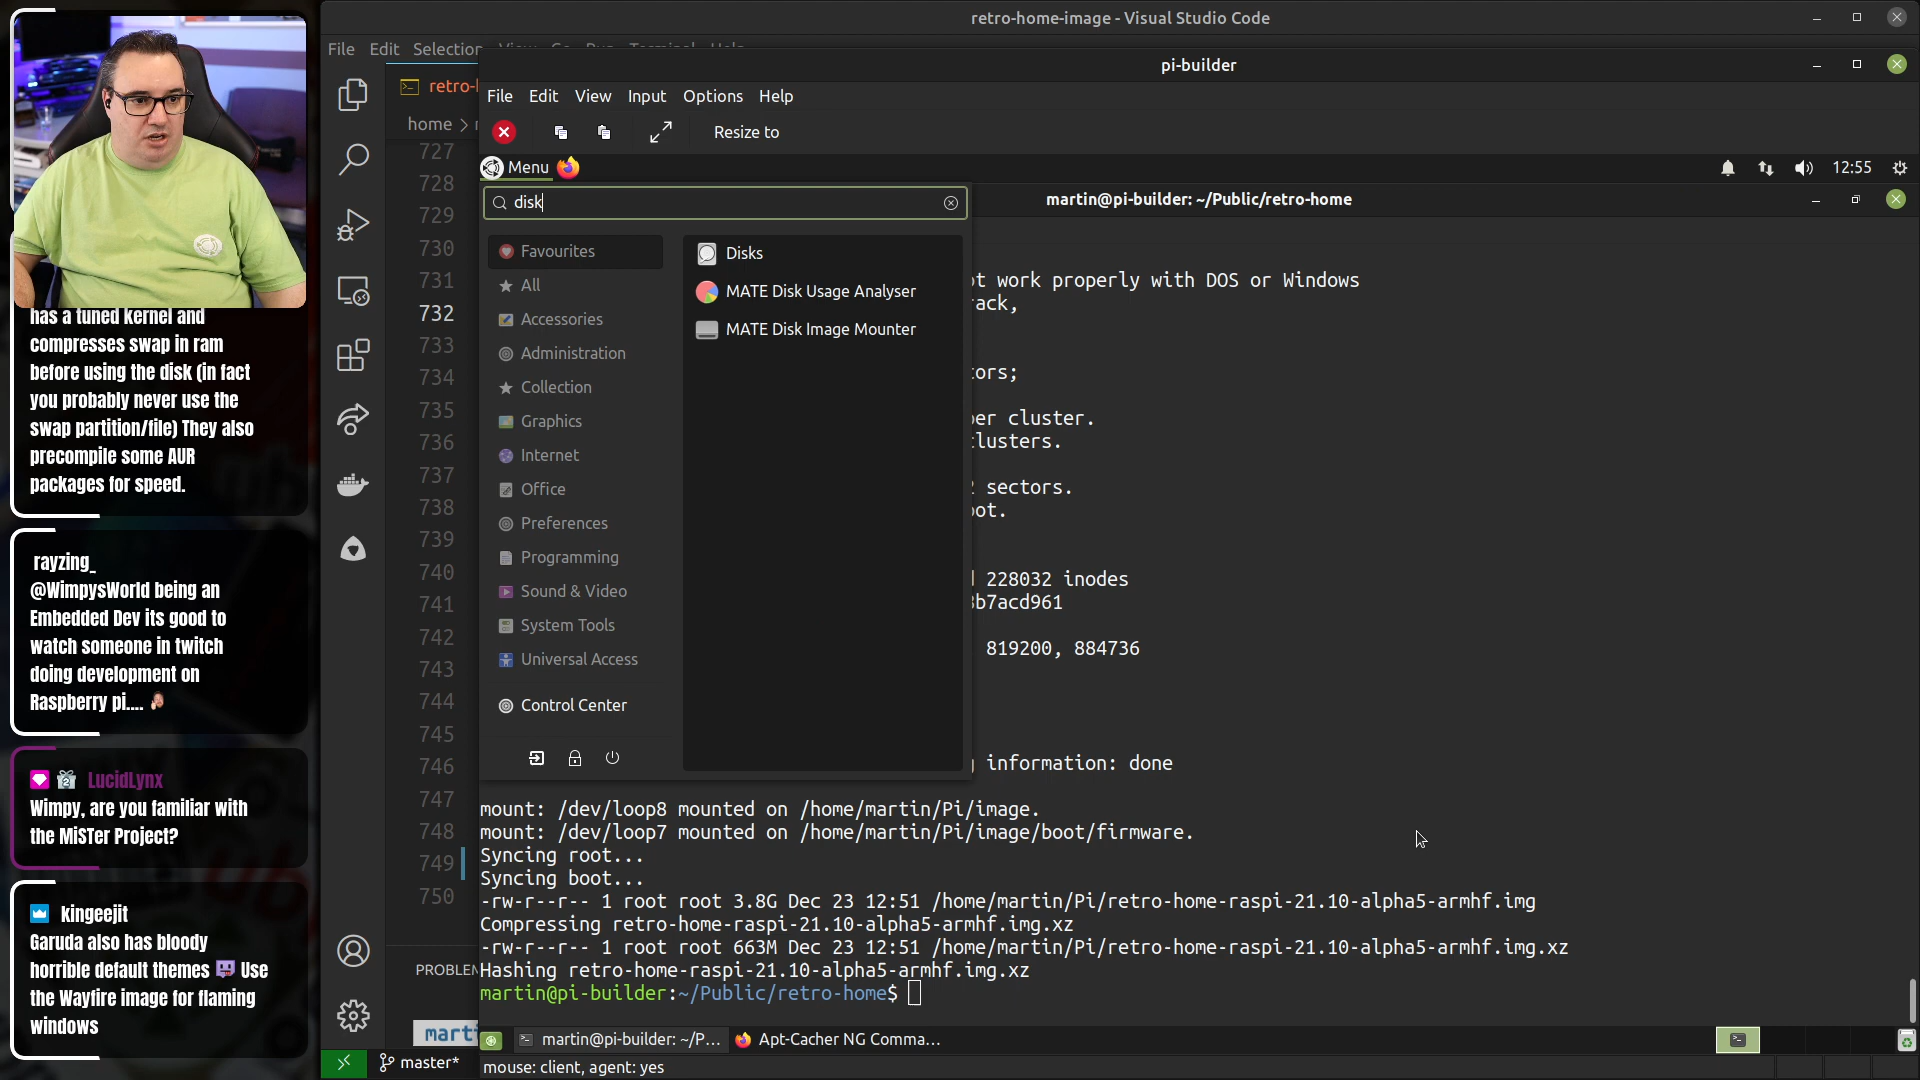 retro-home-image - Visual Studio Code
File Edit Selection View Go Run Terminal Help
pi-builder
retro-
File Edit View Input Options Help
home >
Resize to
Menu
12:55
disk
martin@pi-builder: ~/Public/retro-home
Favourites
All
Accessories
Administration
Collection
Graphics
Internet
Office
Preferences
Programming
Sound & Video
System Tools
Universal Access
Control Center
Disks
MATE Disk Usage Analyser
MATE Disk Image Mounter
727
728
729
730
731
732
733
734
735
736
737
738
739
740
741
742
743
744
745
746
747
748
749
750
ot work properly with DOS or Windows
rack,
tors;
per cluster.
clusters.
sectors.
oot.
228032 inodes
b7acd961
819200, 884736
information: done
mount: /dev/loop8 mounted on /home/martin/Pi/image.
mount: /dev/loop7 mounted on /home/martin/Pi/image/boot/firmware.
Syncing root...
Syncing boot...
-rw-r--r-- 1 root root 3.8G Dec 23 12:51 /home/martin/Pi/retro-home-raspi-21.10-alpha5-armhf.img
Compressing retro-home-raspi-21.10-alpha5-armhf.img.xz
-rw-r--r-- 1 root root 663M Dec 23 12:51 /home/martin/Pi/retro-home-raspi-21.10-alpha5-armhf.img.xz
Hashing retro-home-raspi-21.10-alpha5-armhf.img.xz
martin@pi-builder:~/Public/retro-home$
PROBLEM
marti
martin@pi-builder: ~/P...
Apt-Cacher NG Comma...
master*
mouse: client, agent: yes
has a tuned kernel and
compresses swap in ram
before using the disk (in fact
you probably never use the
swap partition/file) They also
precompile some AUR
packages for speed.
rayzing_
@WimpysWorld being an
Embedded Dev its good to
watch someone in twitch
doing development on
Raspberry pi....
2 LucidLynx
Wimpy, are you familiar with
the MiSTer Project?
kingeejit
Garuda also has bloody
horrible default themes Use
the Wayfire image for flaming
windows